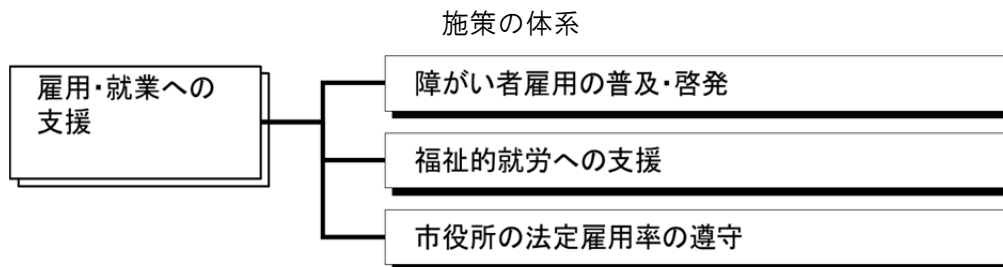 施策の体系
雇用・就業への
支援
障がい者雇用の普及・啓発
福祉的就労への支援
市役所の法定雇用率の遵守